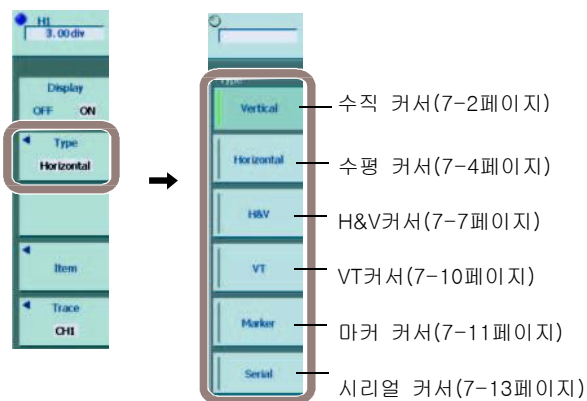 H1
3.00div
Display
OFF ON
Type
Horizontal
Item
Trace
CH1
Type
Vertical
Horizontal
H&V
VT
Marker
Serial
수직 커서(7-2페이지)
수평 커서(7-4페이지)
H&V커서(7-7페이지)
VT커서(7-10페이지)
마커 커서(7-11페이지)
시리얼 커서(7-13페이지)